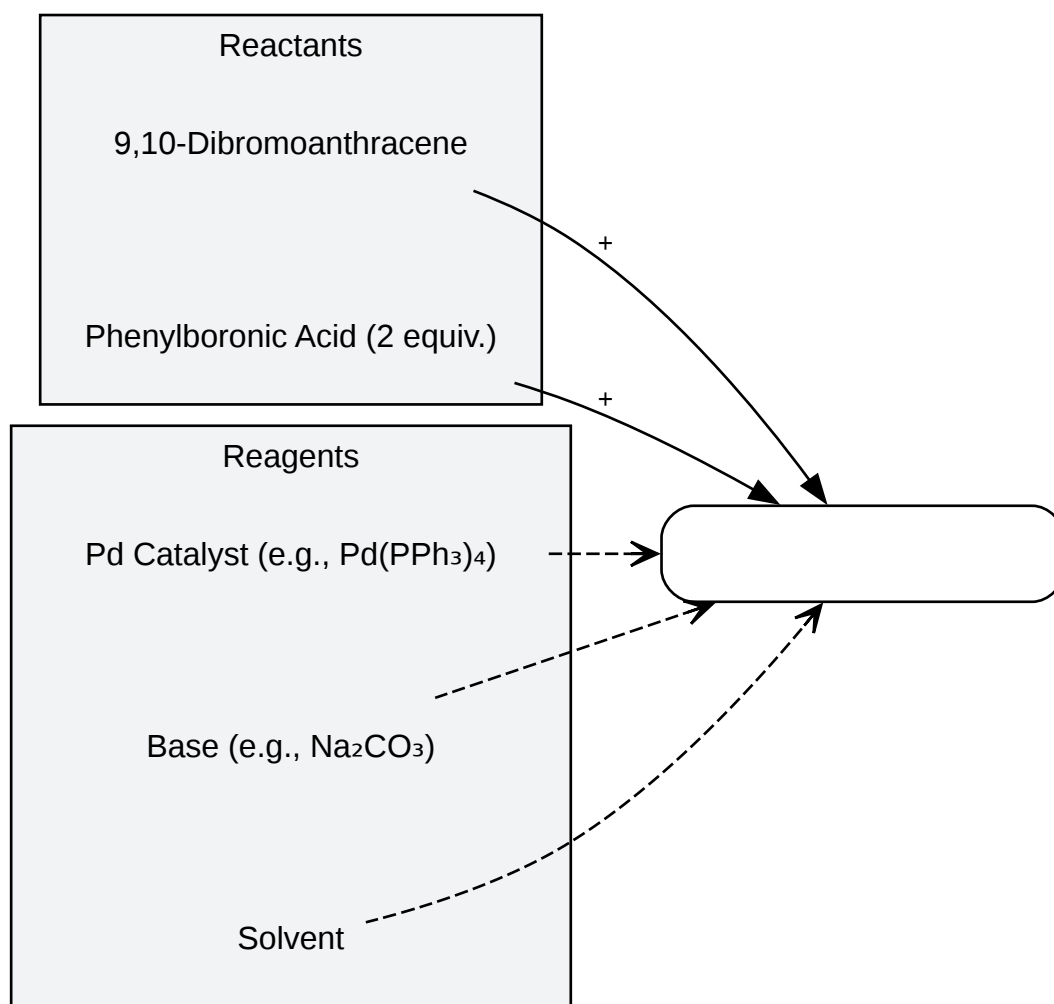 Reactants
9,10-Dibromoanthracene
+
Phenylboronic Acid (2 equiv.)
+
Reagents
Pd Catalyst (e.g., Pd(PPh₃)₄)
Base (e.g., Na₂CO₃)
Solvent